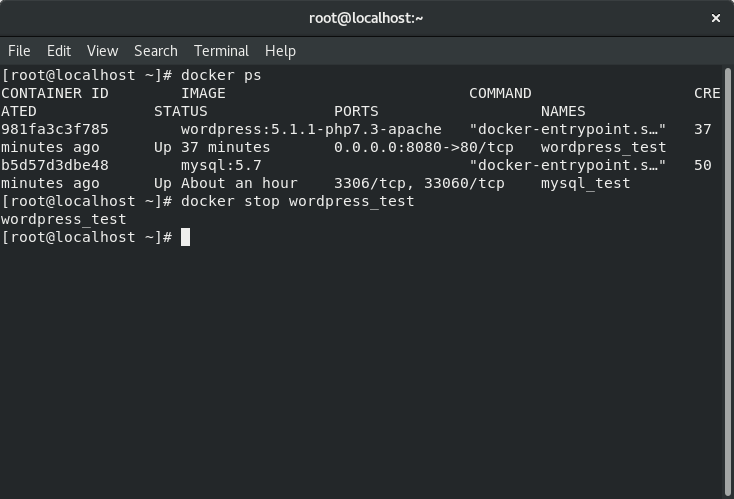 root@localhost:~
File Edit View Search Terminal Help
[root@localhost ~]# docker ps
CONTAINER ID        IMAGE                           COMMAND                  CRE
ATED             STATUS              PORTS                  NAMES
981fa3c3f785        wordpress:5.1.1-php7.3-apache   "docker-entrypoint.s…"   37
minutes ago      Up 37 minutes       0.0.0.0:8080->80/tcp   wordpress_test
b5d57d3dbe48        mysql:5.7                       "docker-entrypoint.s…"   50
minutes ago      Up About an hour    3306/tcp, 33060/tcp    mysql_test
[root@localhost ~]# docker stop wordpress_test
wordpress_test
[root@localhost ~]#